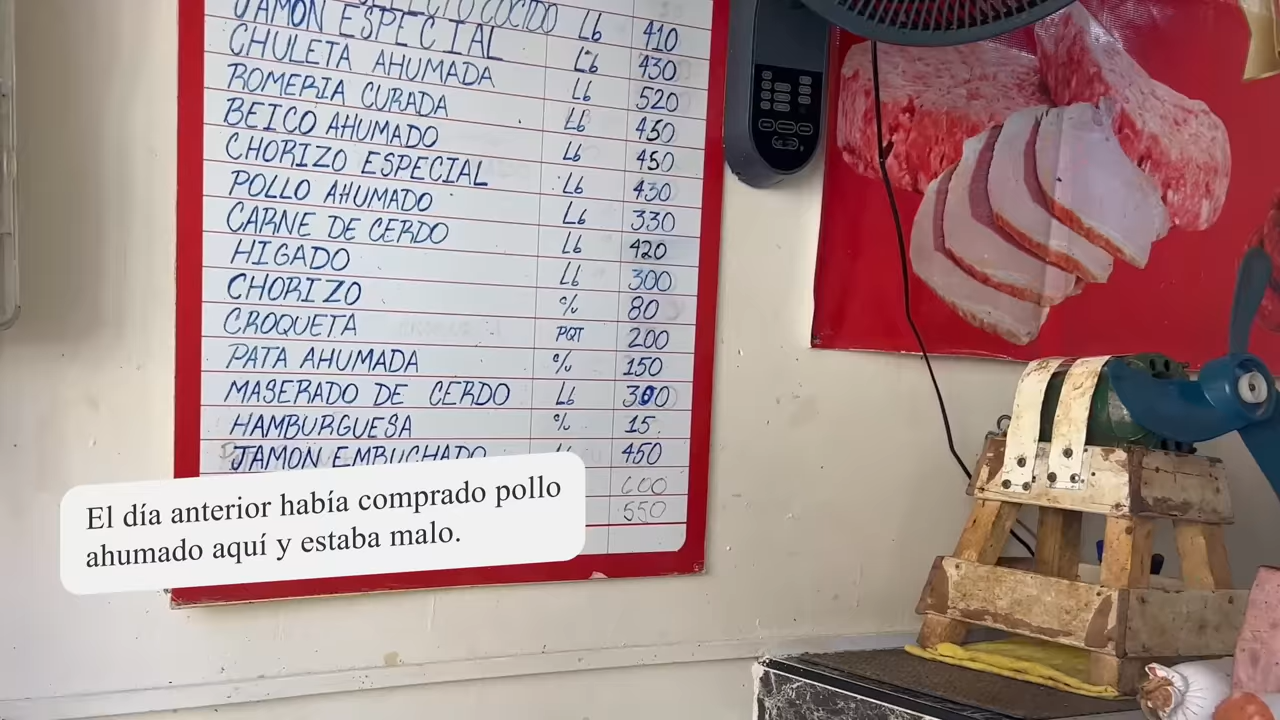 COCIDO Lb 410
JAMON ESPECIAL Lb 430
CHULETA AHUMADA Lb 520
ROMERIA CURADA Lb 450
BEICO AHUMADO Lb 450
CHORIZO ESPECIAL Lb 430
POLLO AHUMADO Lb 330
CARNE DE CERDO Lb 420
HIGADO Lb 300
CHORIZO c/u 80
CROQUETA PQT 200
PATA AHUMADA c/u 150
MASERADO DE CERDO Lb 300
HAMBURGUESA c/u 15
JAMON EMBUCHADO Lb 450
600
550
El día anterior había comprado pollo
ahumado aquí y estaba malo.